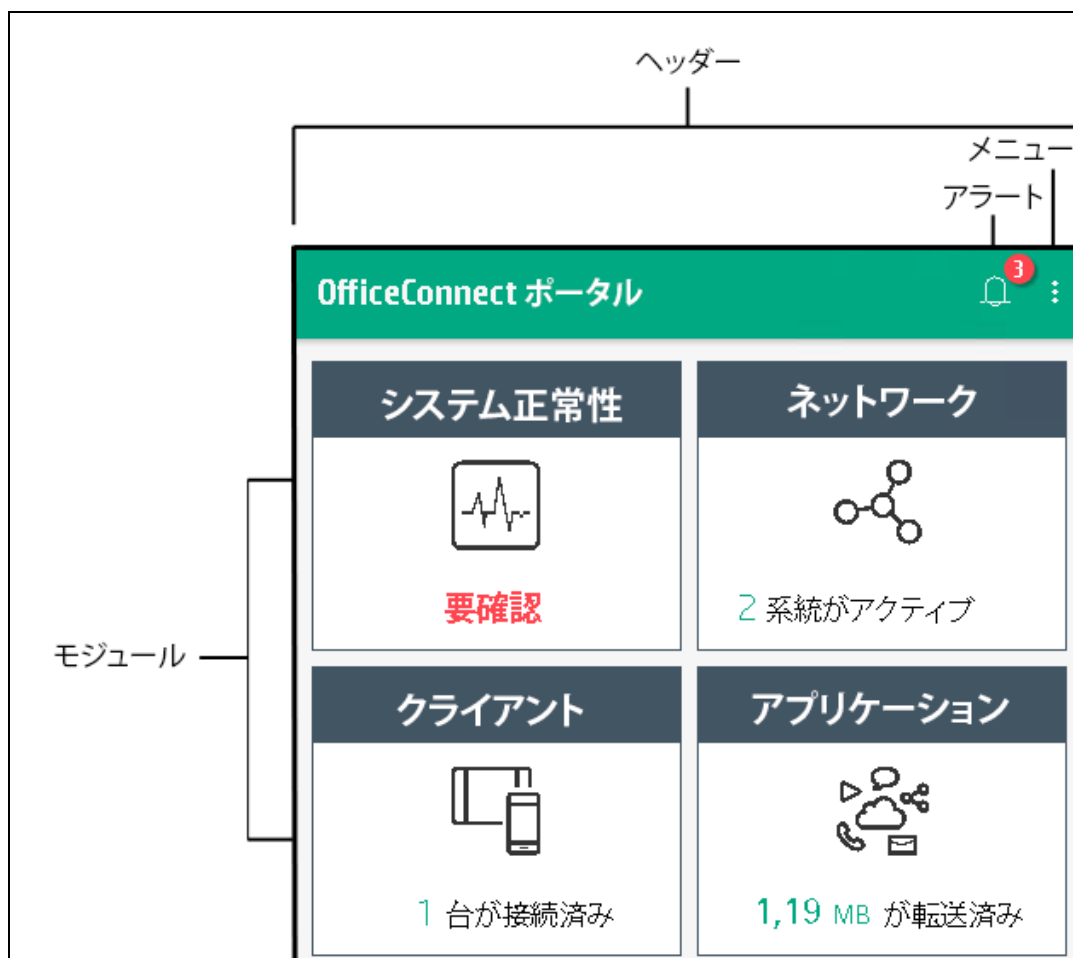 ヘッダー
メニュー
アラート
OfficeConnect ポータル
3
システム正常性
ネットワーク
要確認
2 系統がアクティブ
モジュール
クライアント
アプリケーション
1 台が接続済み
1,19 MB が転送済み